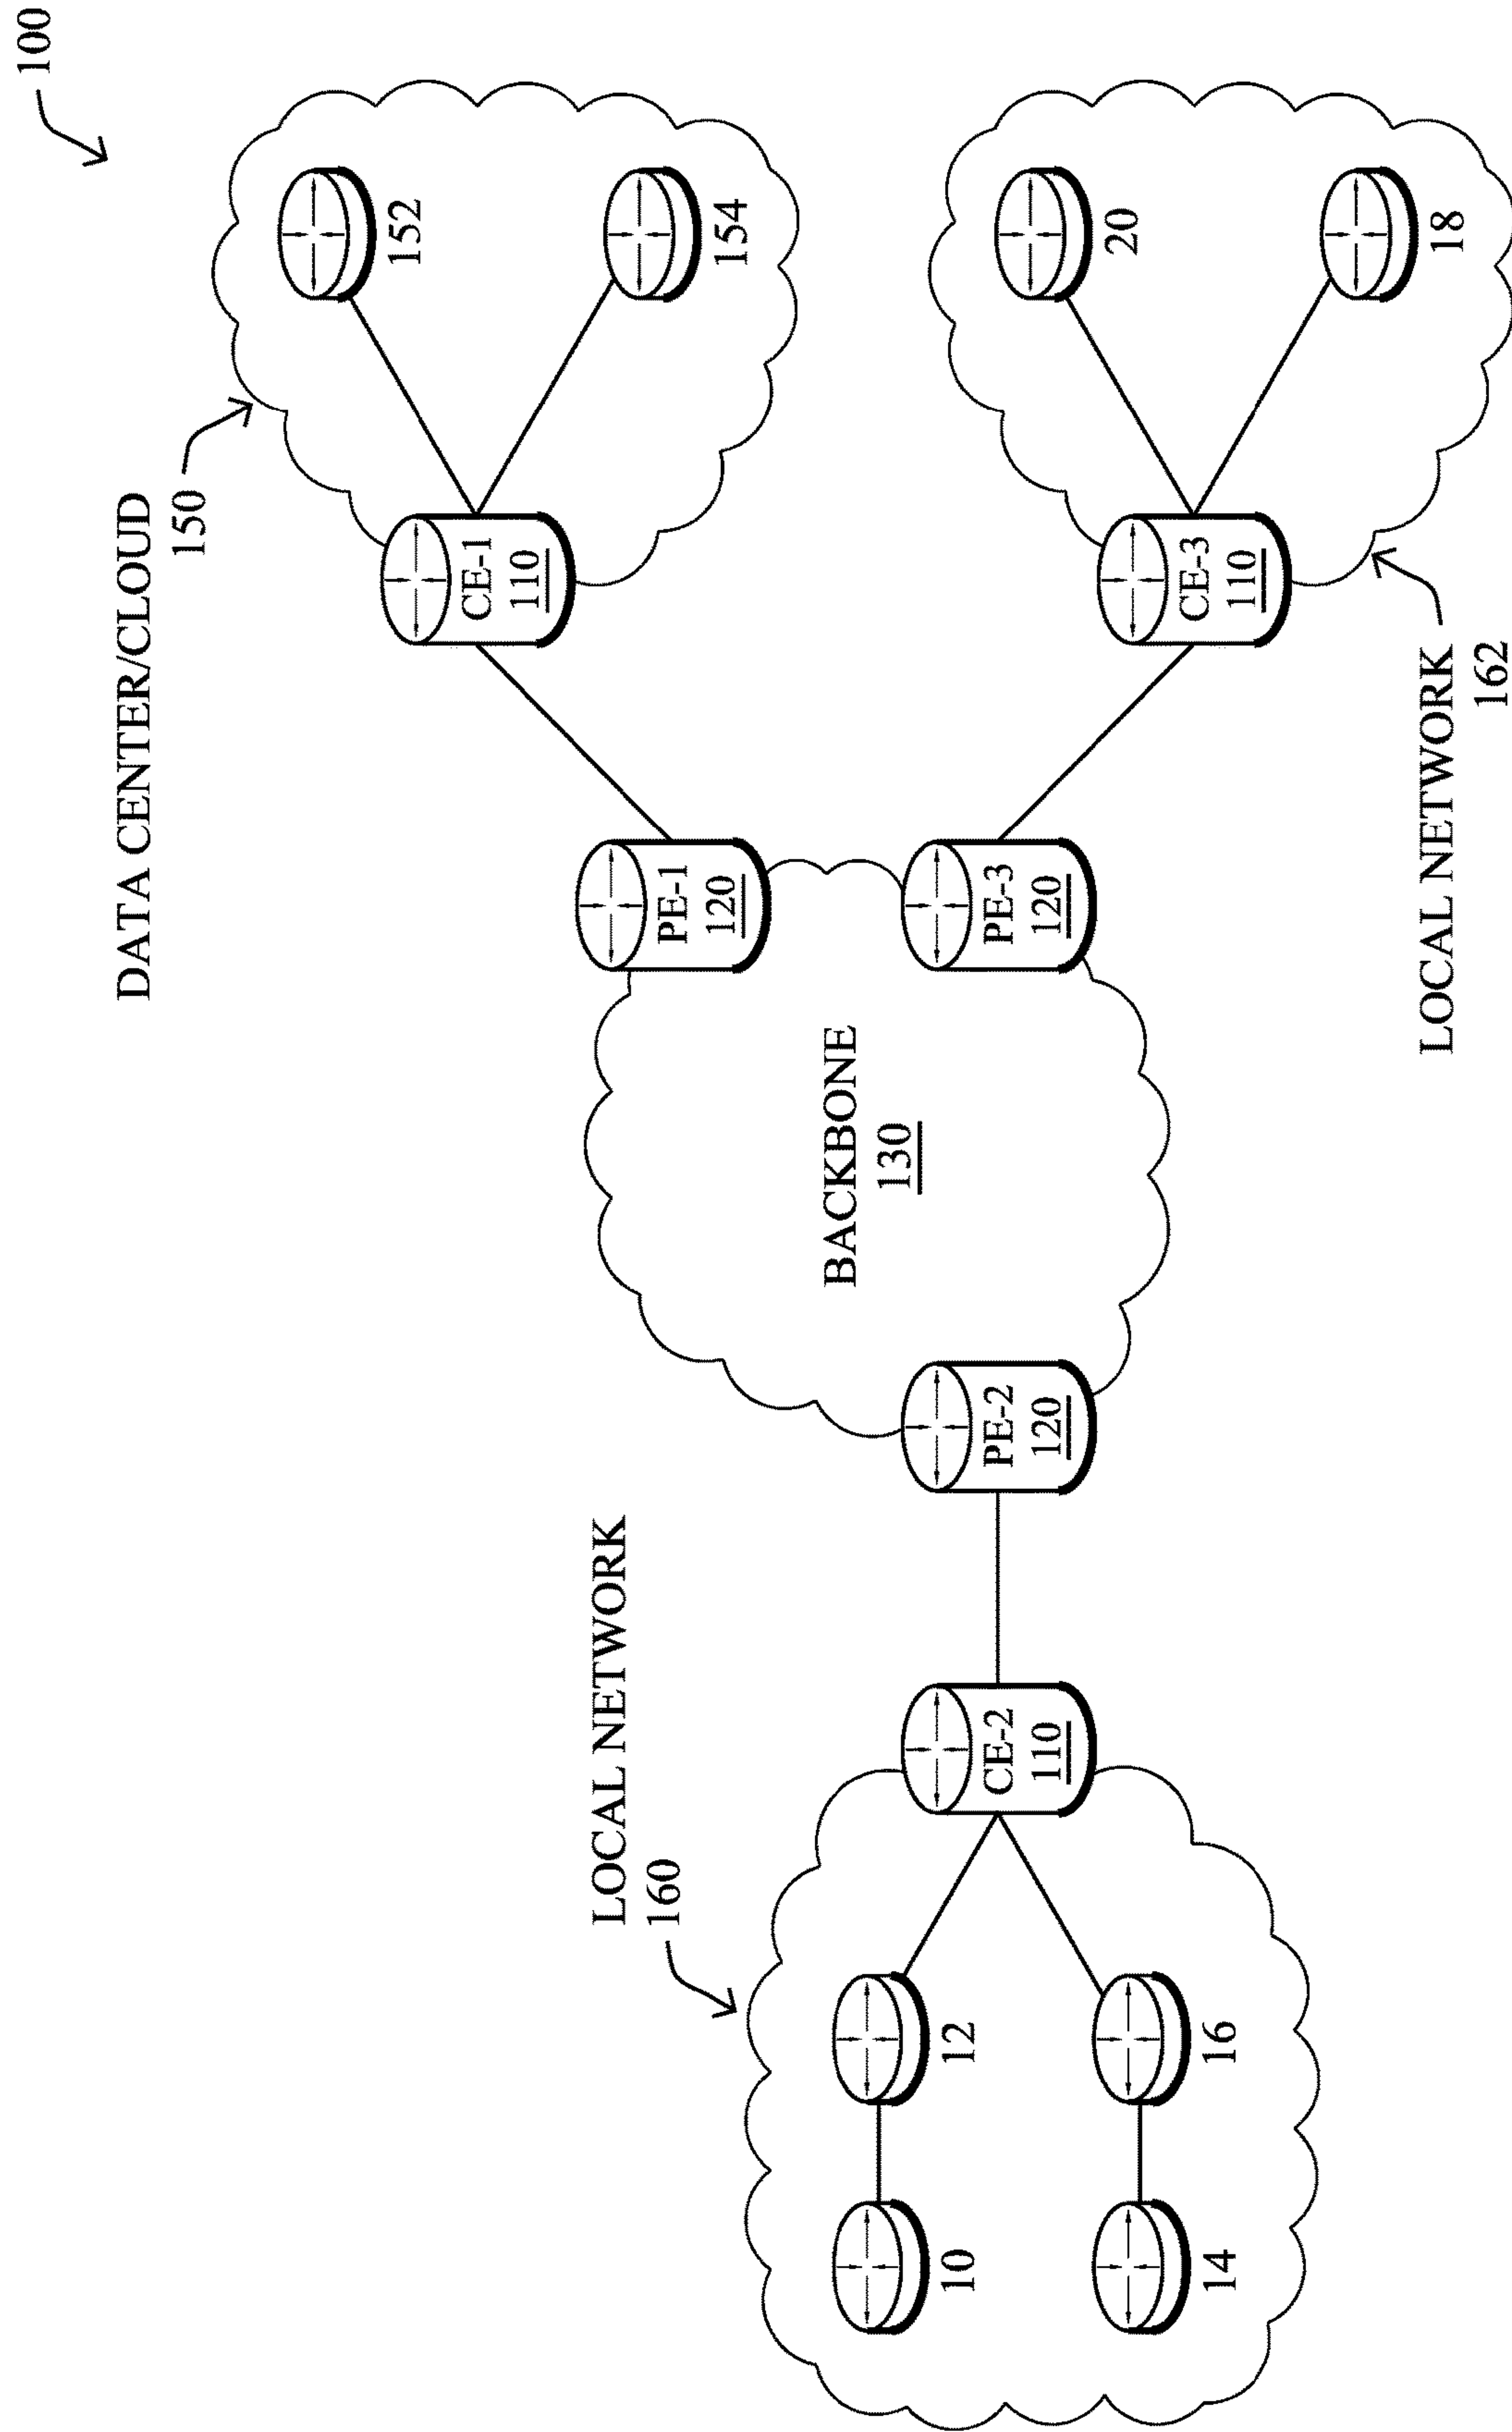 100
DATA CENTER/CLOUD
150
152
154
CE-1
110
PE-1
120
BACKBONE
130
PE-3
120
CE-3
110
20
18
LOCAL NETWORK
162
PE-2
120
LOCAL NETWORK
160
CE-2
110
12
10
16
14